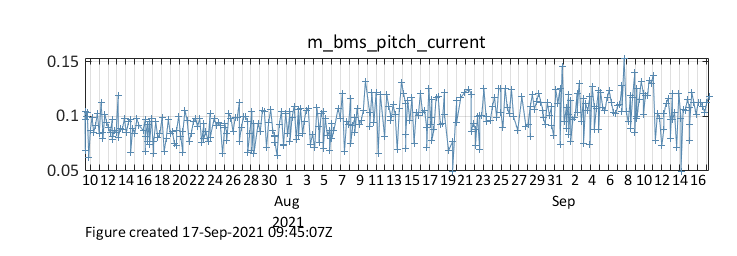 m_bms_pitch_current
0.15
0.1
0.05
10 11 12 13 14 16 18 20 22 24 26 28 30 1 3 5 7 9 11 13 15 17 19 21 23 25 27 29 31 2 4 6 8 10 12 14 16
Aug
Sep
2021
Figure created 17-Sep-2021 09:45:07Z